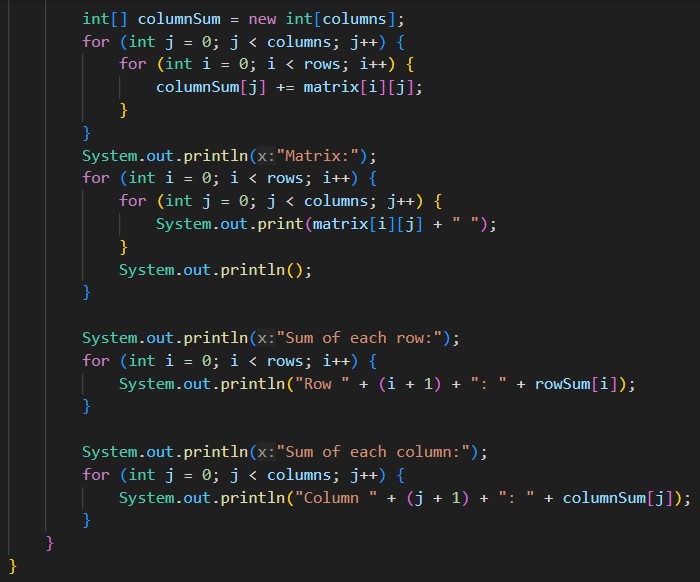 int[] columnSum = new int[columns];
for (int j = 0; j < columns; j++) {
for (int i = 0; i < rows; i++) {
columnSum[j] += matrix[i][j];
}
}
System.out.println(x:"Matrix:");
for (int i = 0; i < rows; i++) {
for (int j = 0; j < columns; j++) {
System.out.print(matrix[i][j] + " ");
}
System.out.println();
}
System.out.println(x:"Sum of each row:");
for (int i = 0; i < rows; i++) {
System.out.println("Row " + (i + 1) + ": " + rowSum[i]);
}
System.out.println(x:"Sum of each column:");
for (int j = 0; j < columns; j++) {
System.out.println("Column " + (j + 1) + ": " + columnSum[j]);
}
}
}